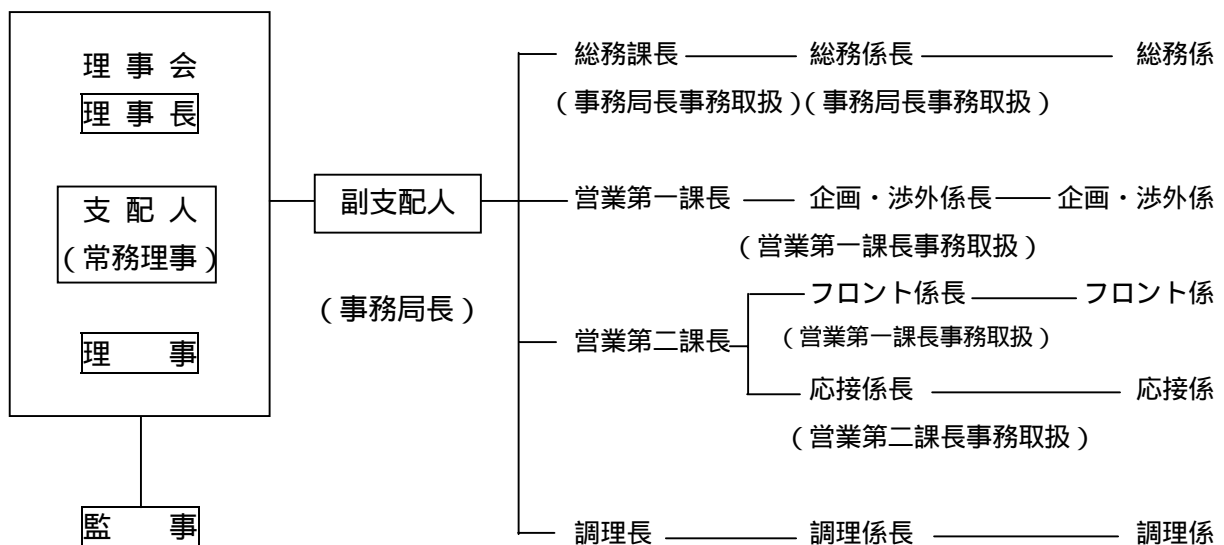 理事会
理事長
支配人
（常務理事）
理事
監事
副支配人
（事務局長）
総務課長 総務係長 総務係
（事務局長事務取扱）（事務局長事務取扱）
営業第一課長 企画・渉外係長 企画・渉外係
（営業第一課長事務取扱）
営業第二課長
フロント係長 フロント係
（営業第一課長事務取扱）
応接係長 応接係
（営業第二課長事務取扱）
調理長 調理係長 調理係